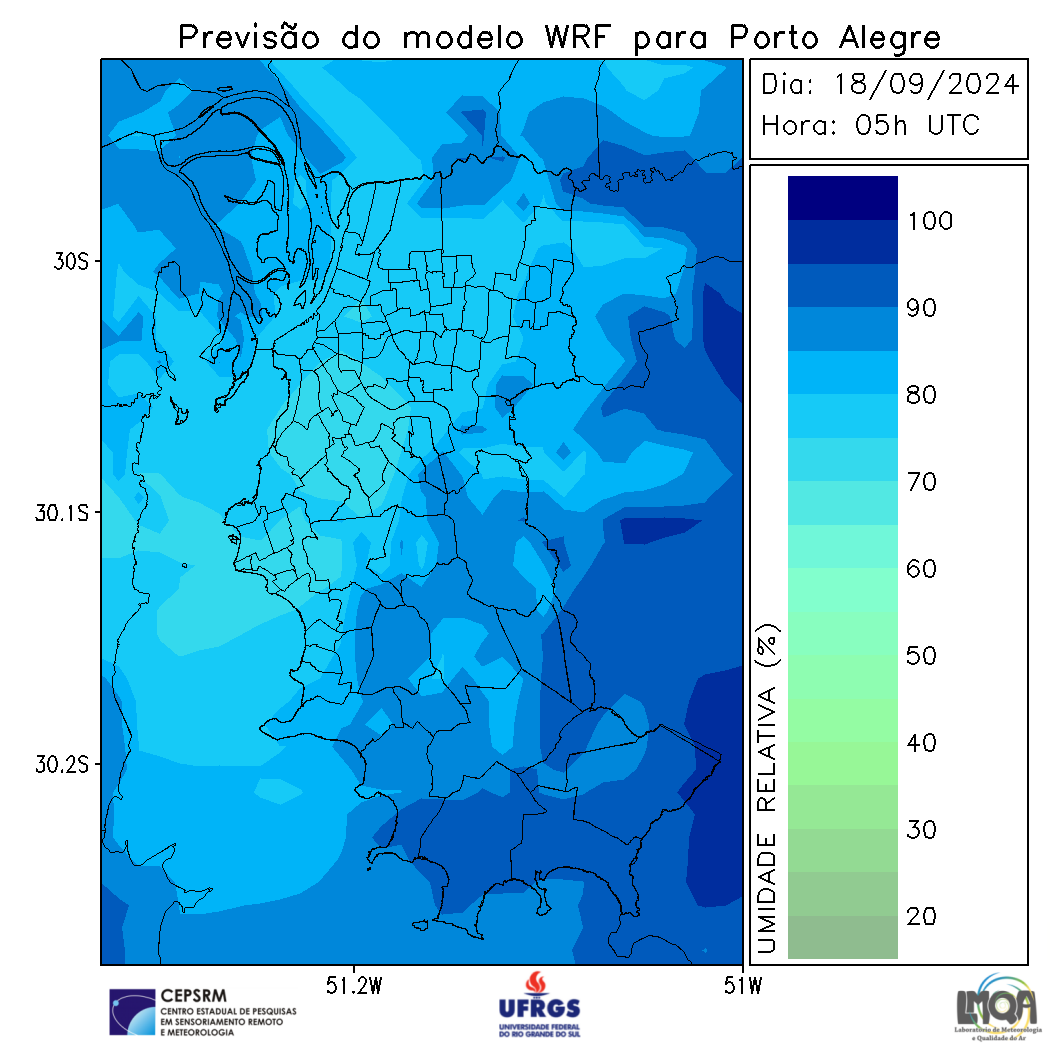 Previsão do modelo WRF para Porto Alegre
Dia: 18/09/2024
Hora: 05h UTC
100
90
80
70
60
50
40
30
20
UMIDADE RELATIVA (%)
30S
30.1S
30.2S
51.2W
51W
CEPSRM
CENTRO ESTADUAL DE PESQUISAS
EM SENSORIAMENTO REMOTO
E METEOROLOGIA
UFRGS
UNIVERSIDADE FEDERAL
DO RIO GRANDE DO SUL
LMQA
Laboratório de Meteorologia
e Qualidade do Ar